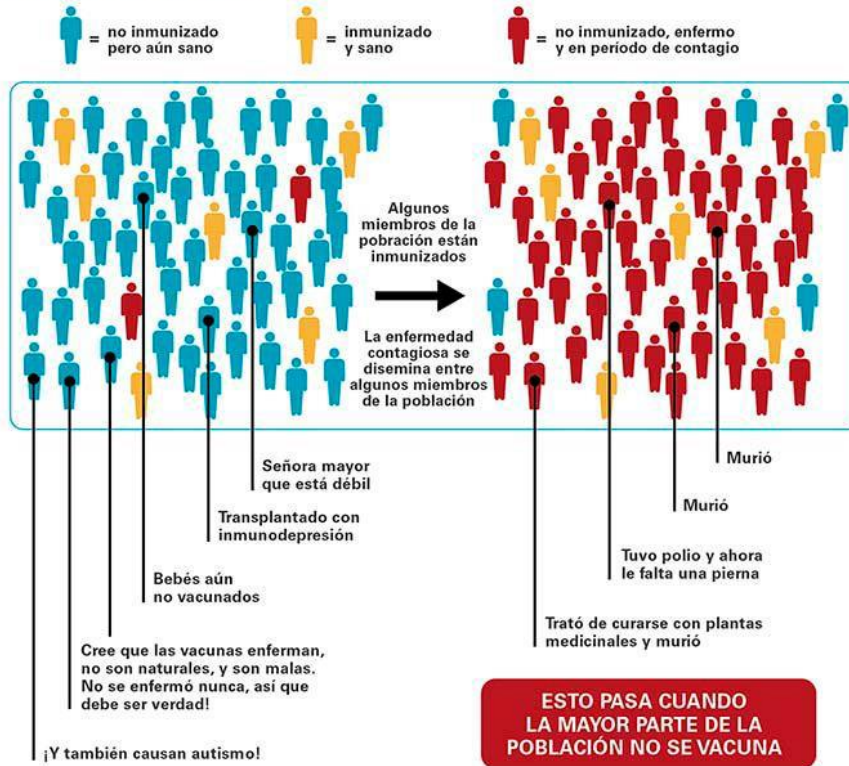 = no inmunizado
pero aún sano
= inmunizado
y sano
= no inmunizado, enfermo
y en período de contagio
Algunos
miembros de la
pobración están
inmunizados
La enfermedad
contagiosa se
disemina entre
algunos miembros
de la población
Señora mayor
que está débil
Transplantado con
inmunodepresión
Bebés aún
no vacunados
Cree que las vacunas enferman,
no son naturales, y son malas.
No se enfermó nunca, así que
debe ser verdad!
¡Y también causan autismo!
Murió
Murió
Tuvo polio y ahora
le falta una pierna
Trató de curarse con plantas
medicinales y murió
ESTO PASA CUANDO
LA MAYOR PARTE DE LA
POBLACIÓN NO SE VACUNA